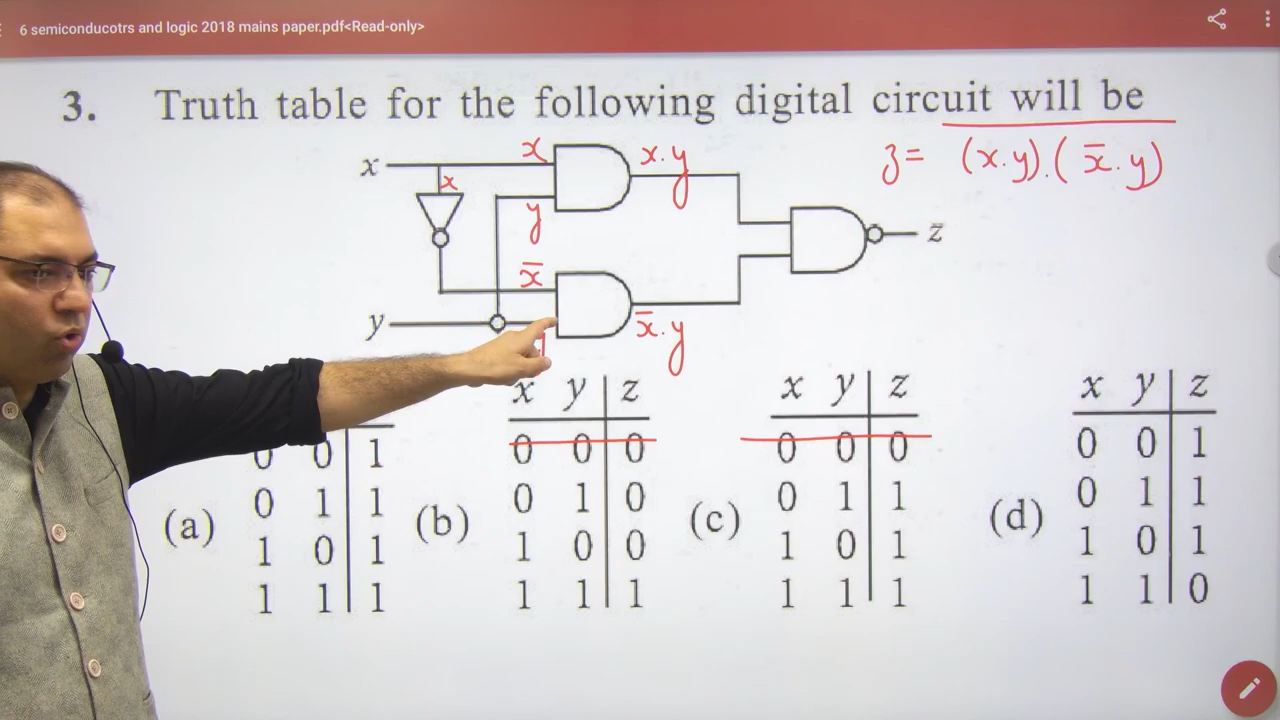 6 semiconducotrs and logic 2018 mains paper.pdf<Read-only>
3. Truth table for the following digital circuit will be
z = (x.y).(x̄.y)
x
x
x
x.y
y
z
x̄
y
x̄.y
x y z
x y z
x y z
0 0 1
0 0 0
0 0 0
0 0 1
0 1 1
0 1 0
0 1 1
0 1 1
(a)
(b)
(c)
(d)
1 0 1
1 0 0
1 0 1
1 0 1
1 1 1
1 1 1
1 1 1
1 1 0